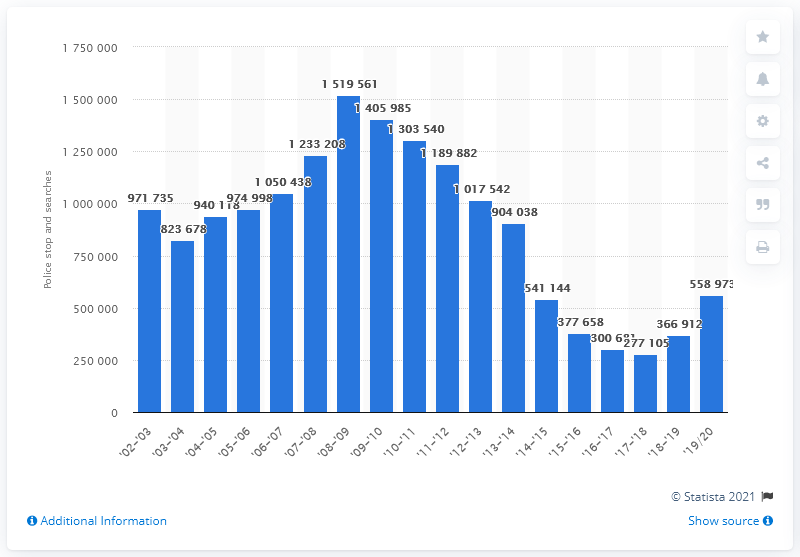 1 750 000
1 500 000
1 250 000
1 000 000
750 000
500 000
250 000
0
Police stop and searches
971 735
823 678
940 118
974 998
1 050 438
1 233 208
1 519 561
1 405 985
1 303 540
1 189 882
1 017 542
904 038
541 144
377 658
300
277 105
366 912
558 973
'02-'03
'03-'04
'04-'05
'05-'06
'06-'07
'07-'08
'08-'09
'09-'10
'10-'11
'11-'12
'12-'13
'13-'14
'14-'15
'15-'16
'16-'17
'17-'18
'18-'19
'19/20
© Statista 2021
Additional Information
Show source